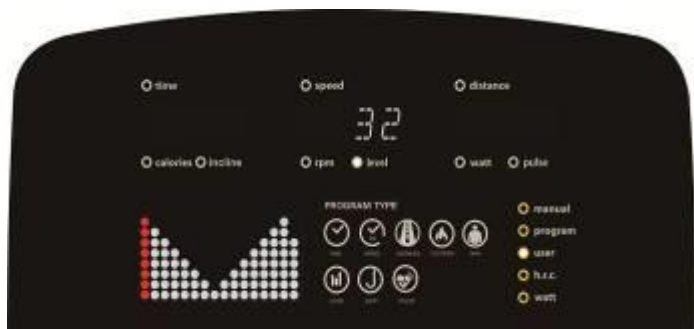 time speed distance
32
calories incline rpm level watt pulse
PROGRAM TYPE
manual
program
user
h.r.c.
watt